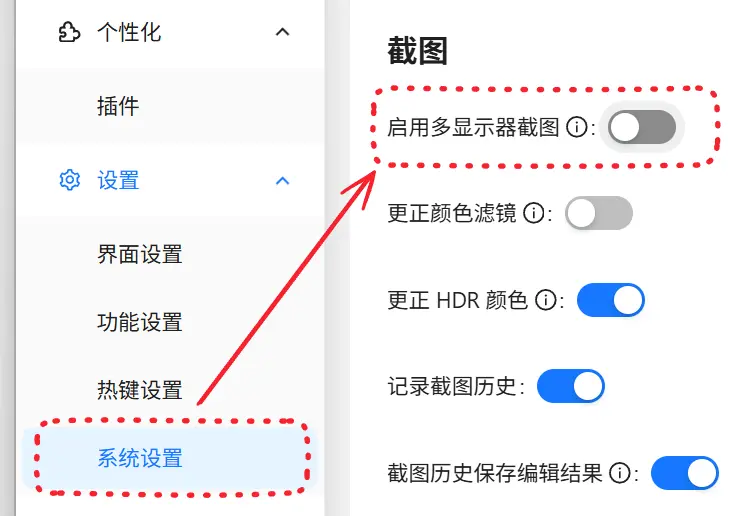 个性化
插件
设置
界面设置
功能设置
热键设置
系统设置
截图
启用多显示器截图 :
更正颜色滤镜 :
更正 HDR 颜色 :
记录截图历史:
截图历史保存编辑结果 :